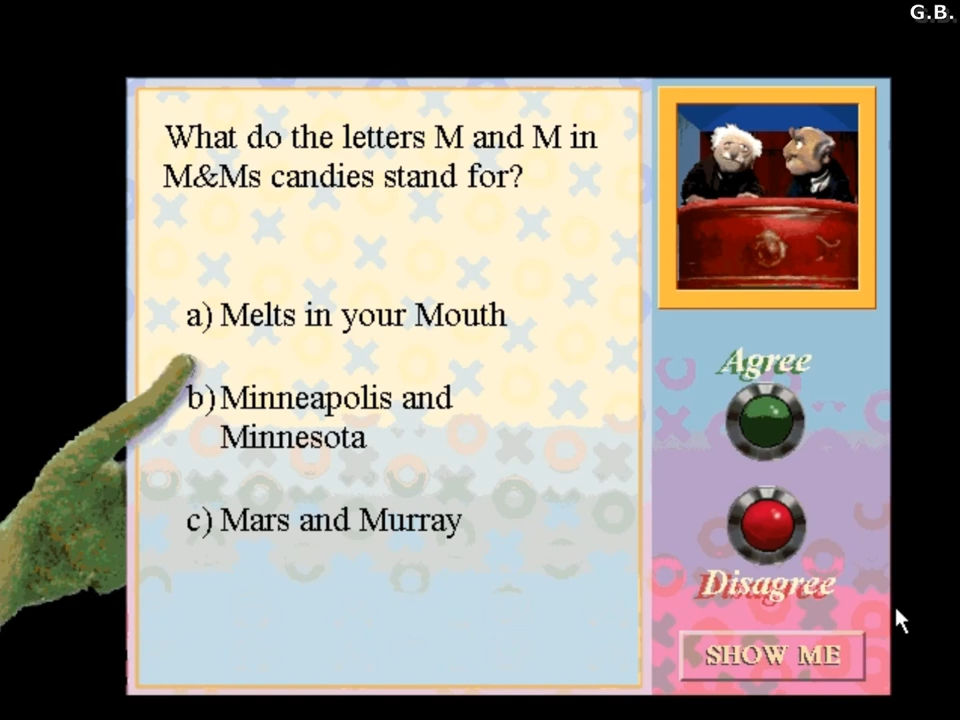 G.B.
What do the letters M and M in
M&Ms candies stand for?
a) Melts in your Mouth
b) Minneapolis and
Minnesota
c) Mars and Murray
Agree
Disagree
SHOW ME